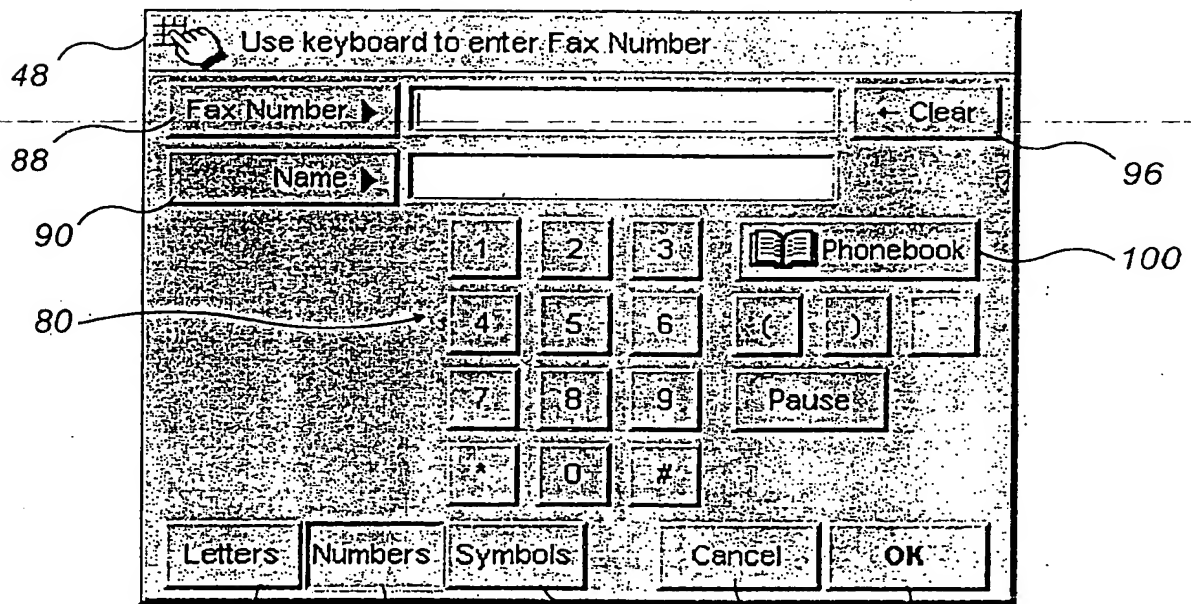 48
Use keyboard to enter Fax Number
88
Fax Number
← Clear
96
90
Name
1 2 3
Phonebook
100
80
4 5 6 ( ) -
7 8 9 Pause
* 0 #
Letters Numbers Symbols Cancel OK